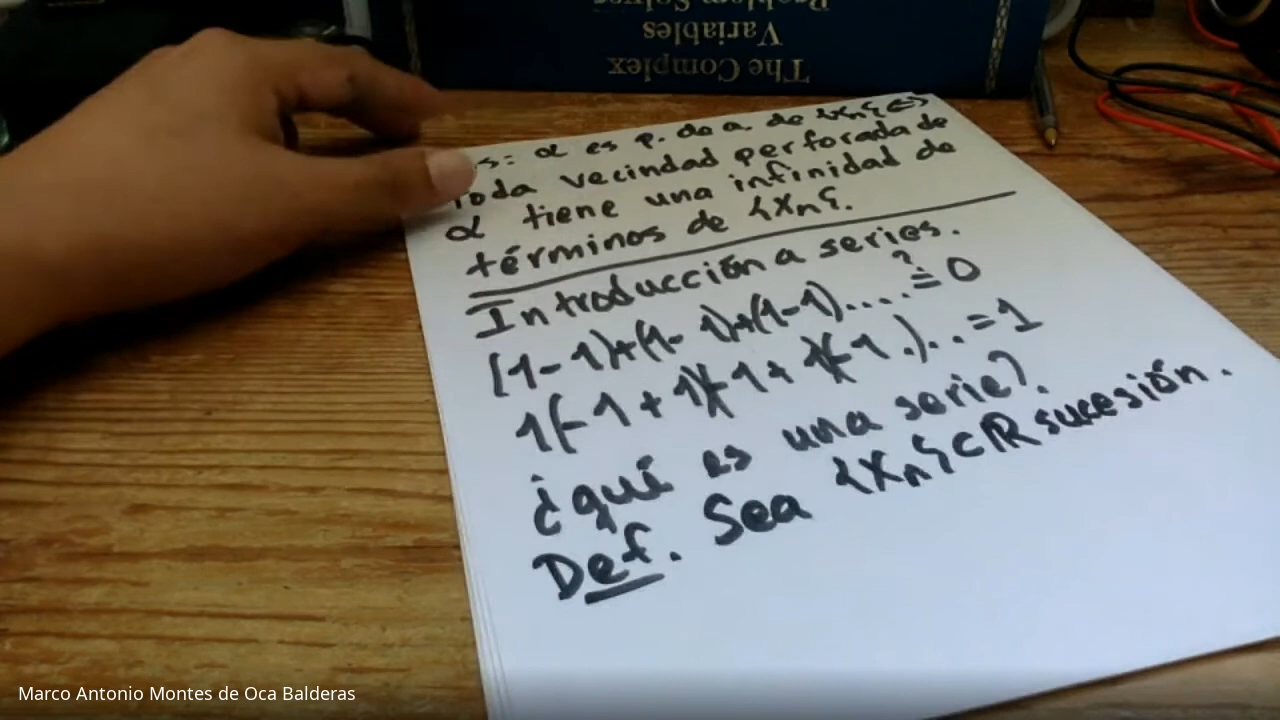 The Complex
Variables
Problem Solver
s: α es p. de a. de {xₙ} ⇔
Toda vecindad perforada de
α tiene una infinidad de
términos de {xₙ}.
Introducción a series.
(1-1)+(1-1)+(1-1)....≟0
1(-1+1)(-1+1)(-1.)..=1
¿qué es una serie?.
Def. Sea {xₙ}⊂ℝ sucesión.
Marco Antonio Montes de Oca Balderas